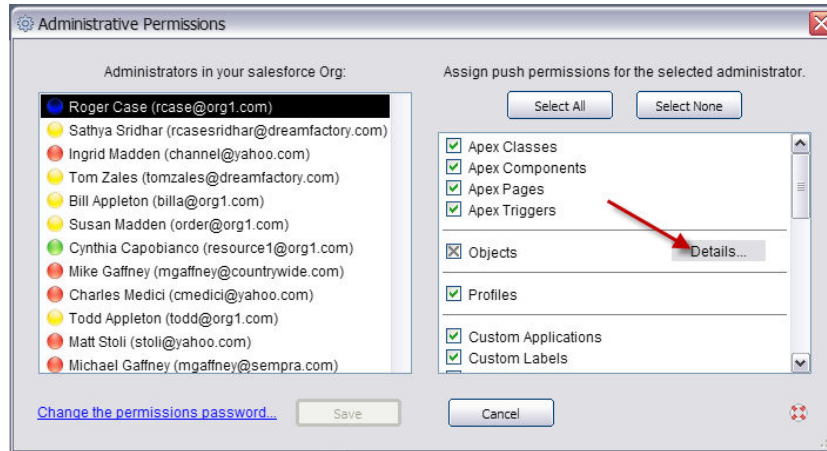 Administrative Permissions
Administrators in your salesforce Org:
Roger Case (rcase@org1.com)
Sathya Sridhar (rcasesridhar@dreamfactory.com)
Ingrid Madden (channel@yahoo.com)
Tom Zales (tomzales@dreamfactory.com)
Bill Appleton (billa@org1.com)
Susan Madden (order@org1.com)
Cynthia Capobianco (resource1@org1.com)
Mike Gaffney (mgaffney@countrywide.com)
Charles Medici (cmedici@yahoo.com)
Todd Appleton (todd@org1.com)
Matt Stoli (stoli@yahoo.com)
Michael Gaffney (mgaffney@sempra.com)
Assign push permissions for the selected administrator.
Select All
Select None
Apex Classes
Apex Components
Apex Pages
Apex Triggers
Objects
Details...
Profiles
Custom Applications
Custom Labels
Change the permissions password...
Save
Cancel